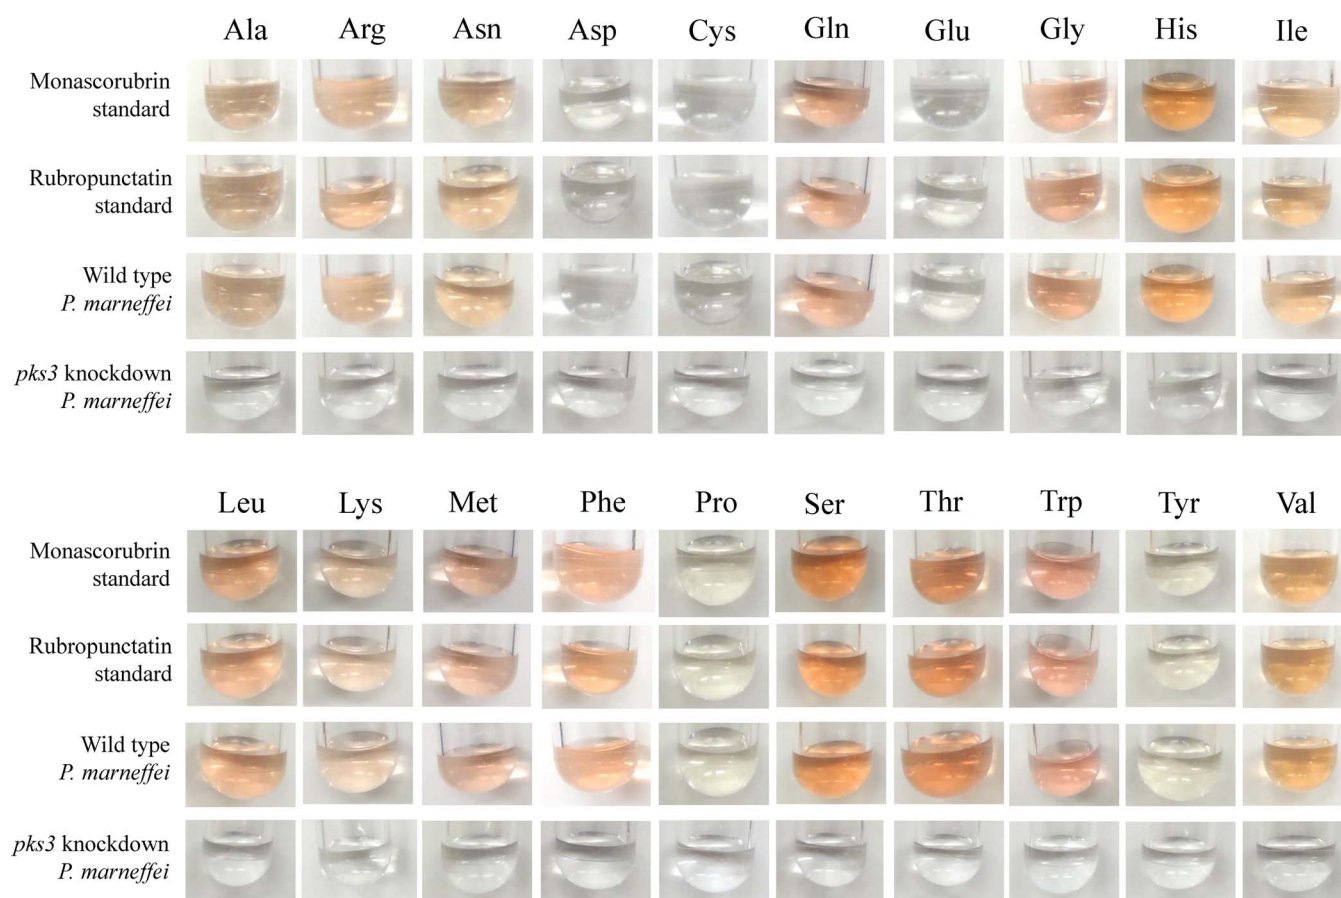 Ala Arg Asn Asp Cys Gln Glu Gly His Ile
Monascorubrin
standard
Rubropunctatin
standard
Wild type
P. marneffei
pks3 knockdown
P. marneffei
Leu Lys Met Phe Pro Ser Thr Trp Tyr Val
Monascorubrin
standard
Rubropunctatin
standard
Wild type
P. marneffei
pks3 knockdown
P. marneffei